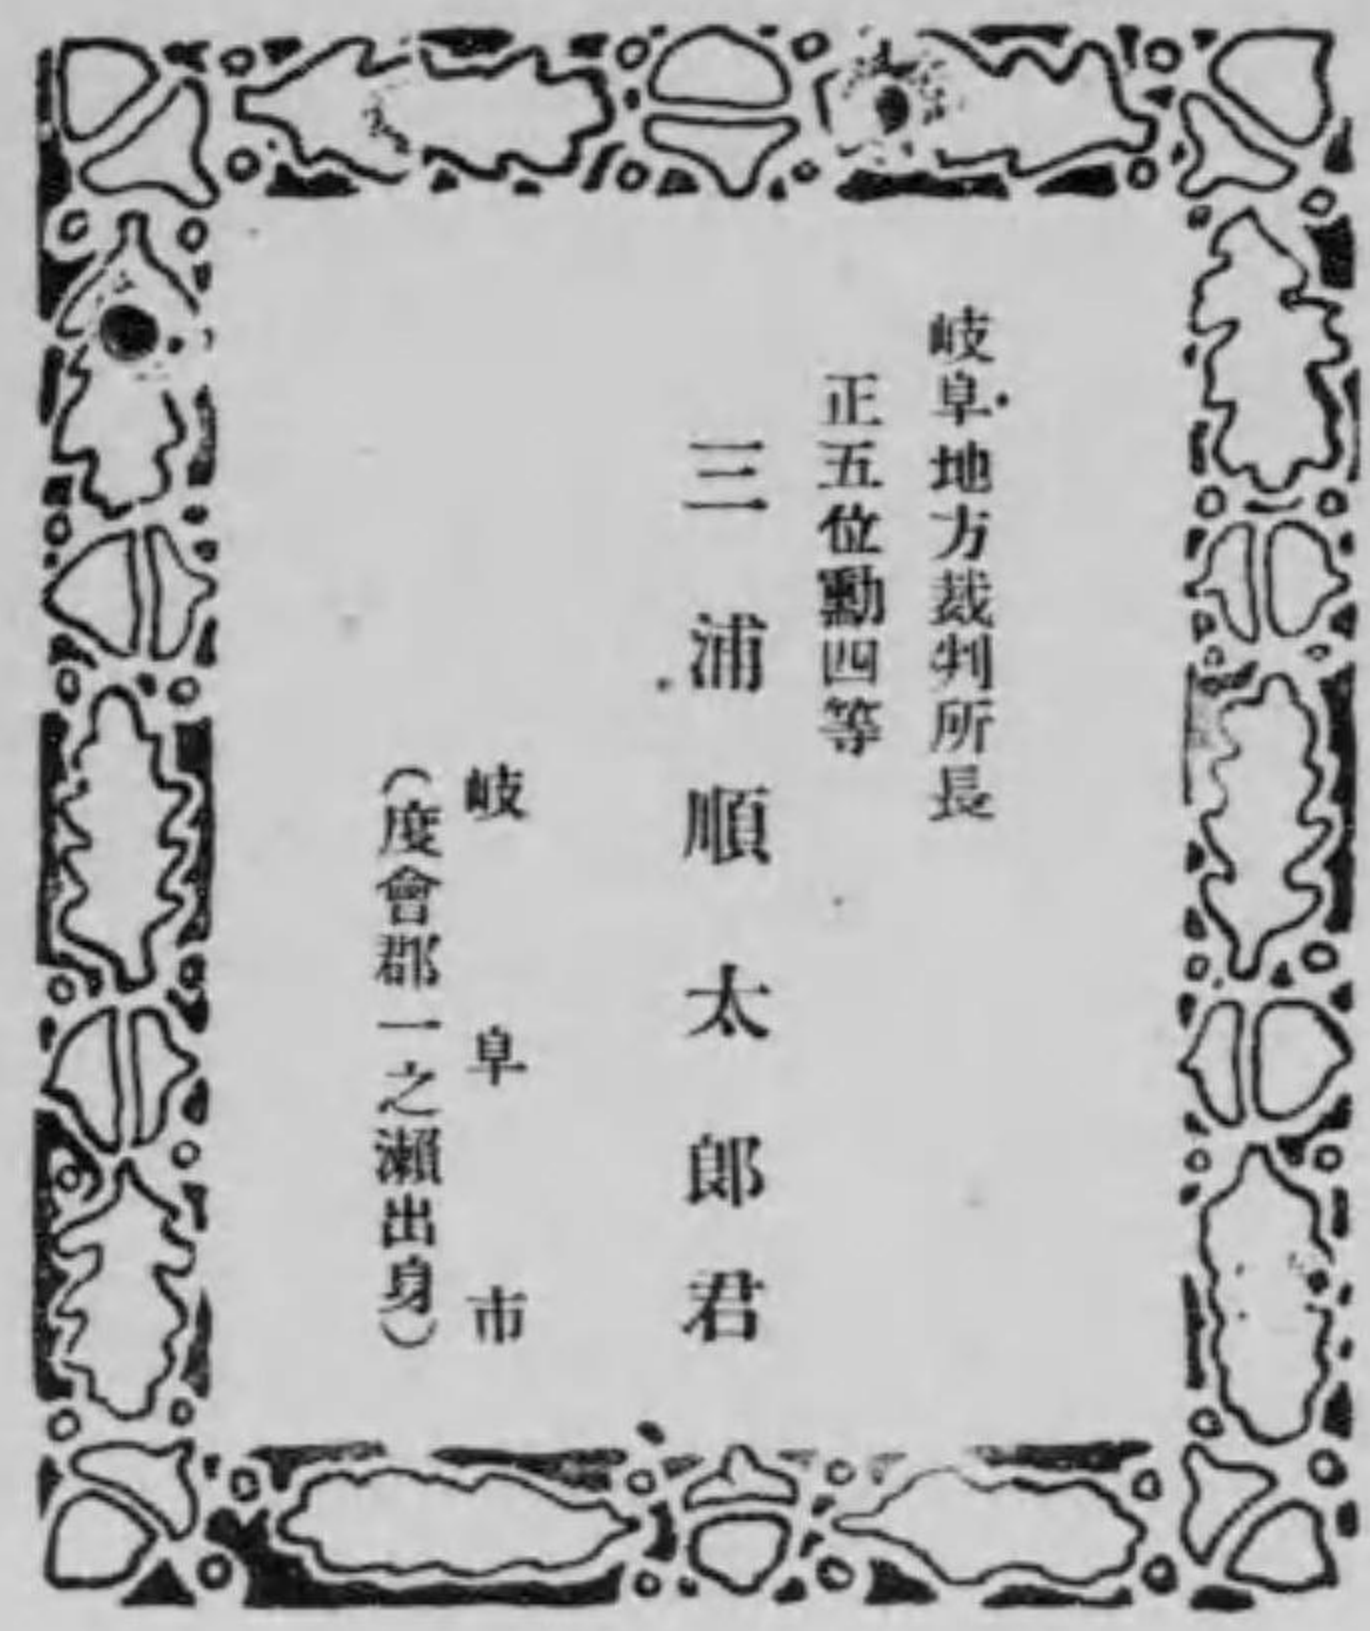 岐阜地方裁判所長
正五位勳四等
三浦順太郎君
岐阜市
(度會郡一之瀨出身)